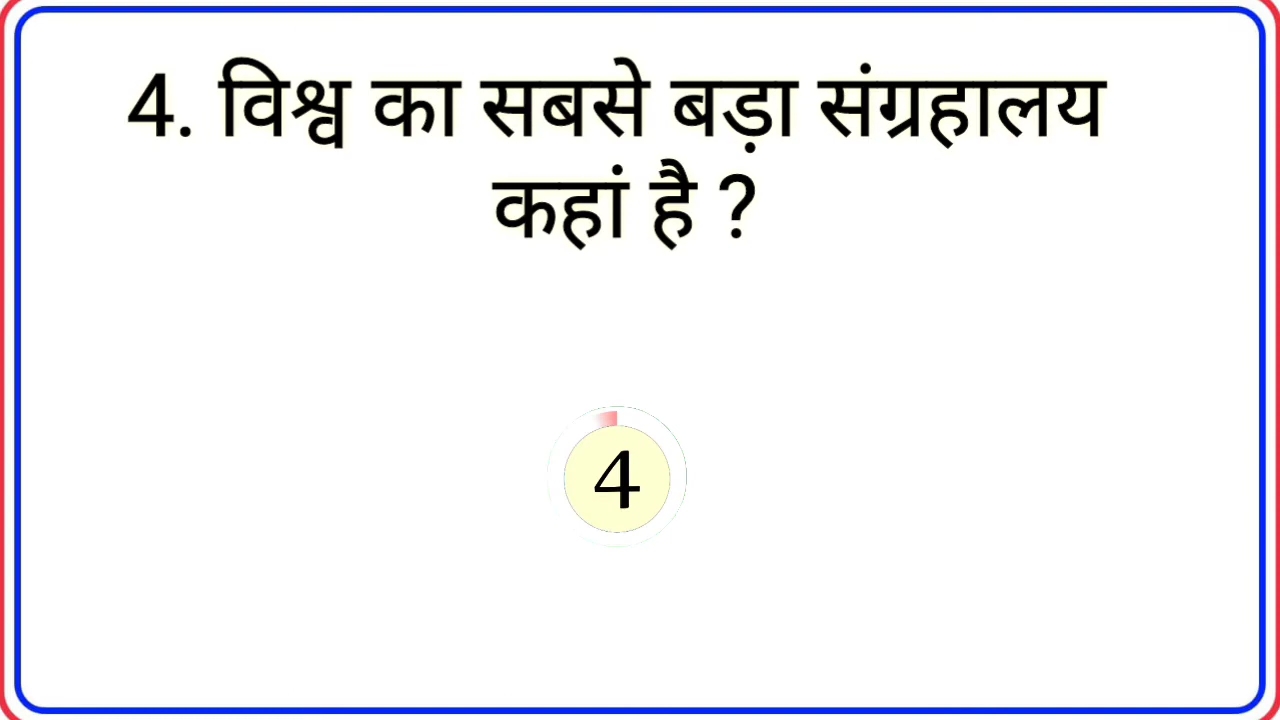 4. विश्व का सबसे बड़ा संग्रहालय
कहां है ?
4